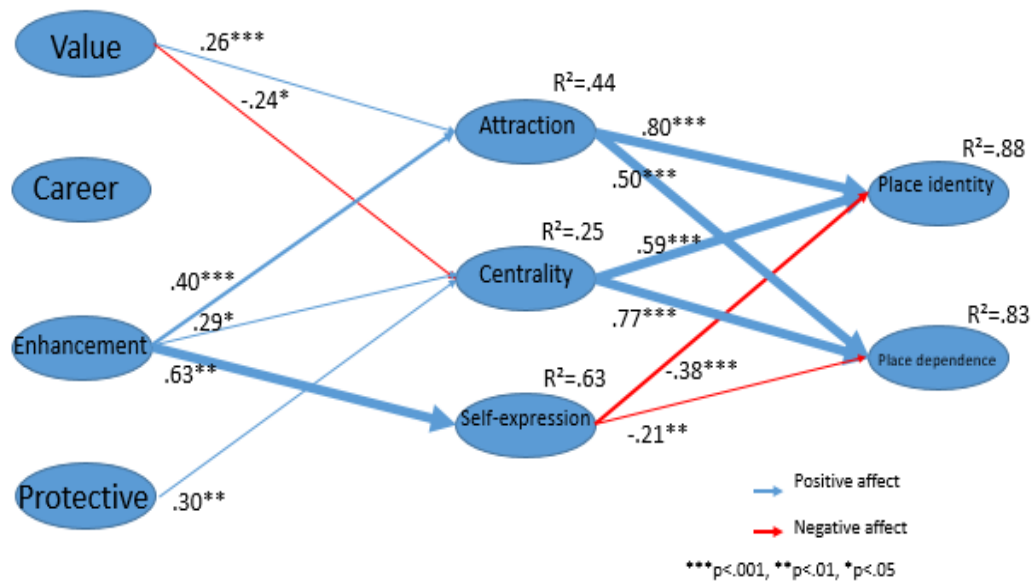 Value
.26***
-.24*
R²=.44
Attraction
.80***
.50***
R²=.88
Place identity
Career
R²=.25
Centrality
.59***
.77***
.40***
.29*
Enhancement
.63**
R²=.83
Place dependence
R²=.63
Self-expression
-.38***
-.21**
Protective
.30**
Positive affect
Negative affect
***p<.001, **p<.01, *p<.05